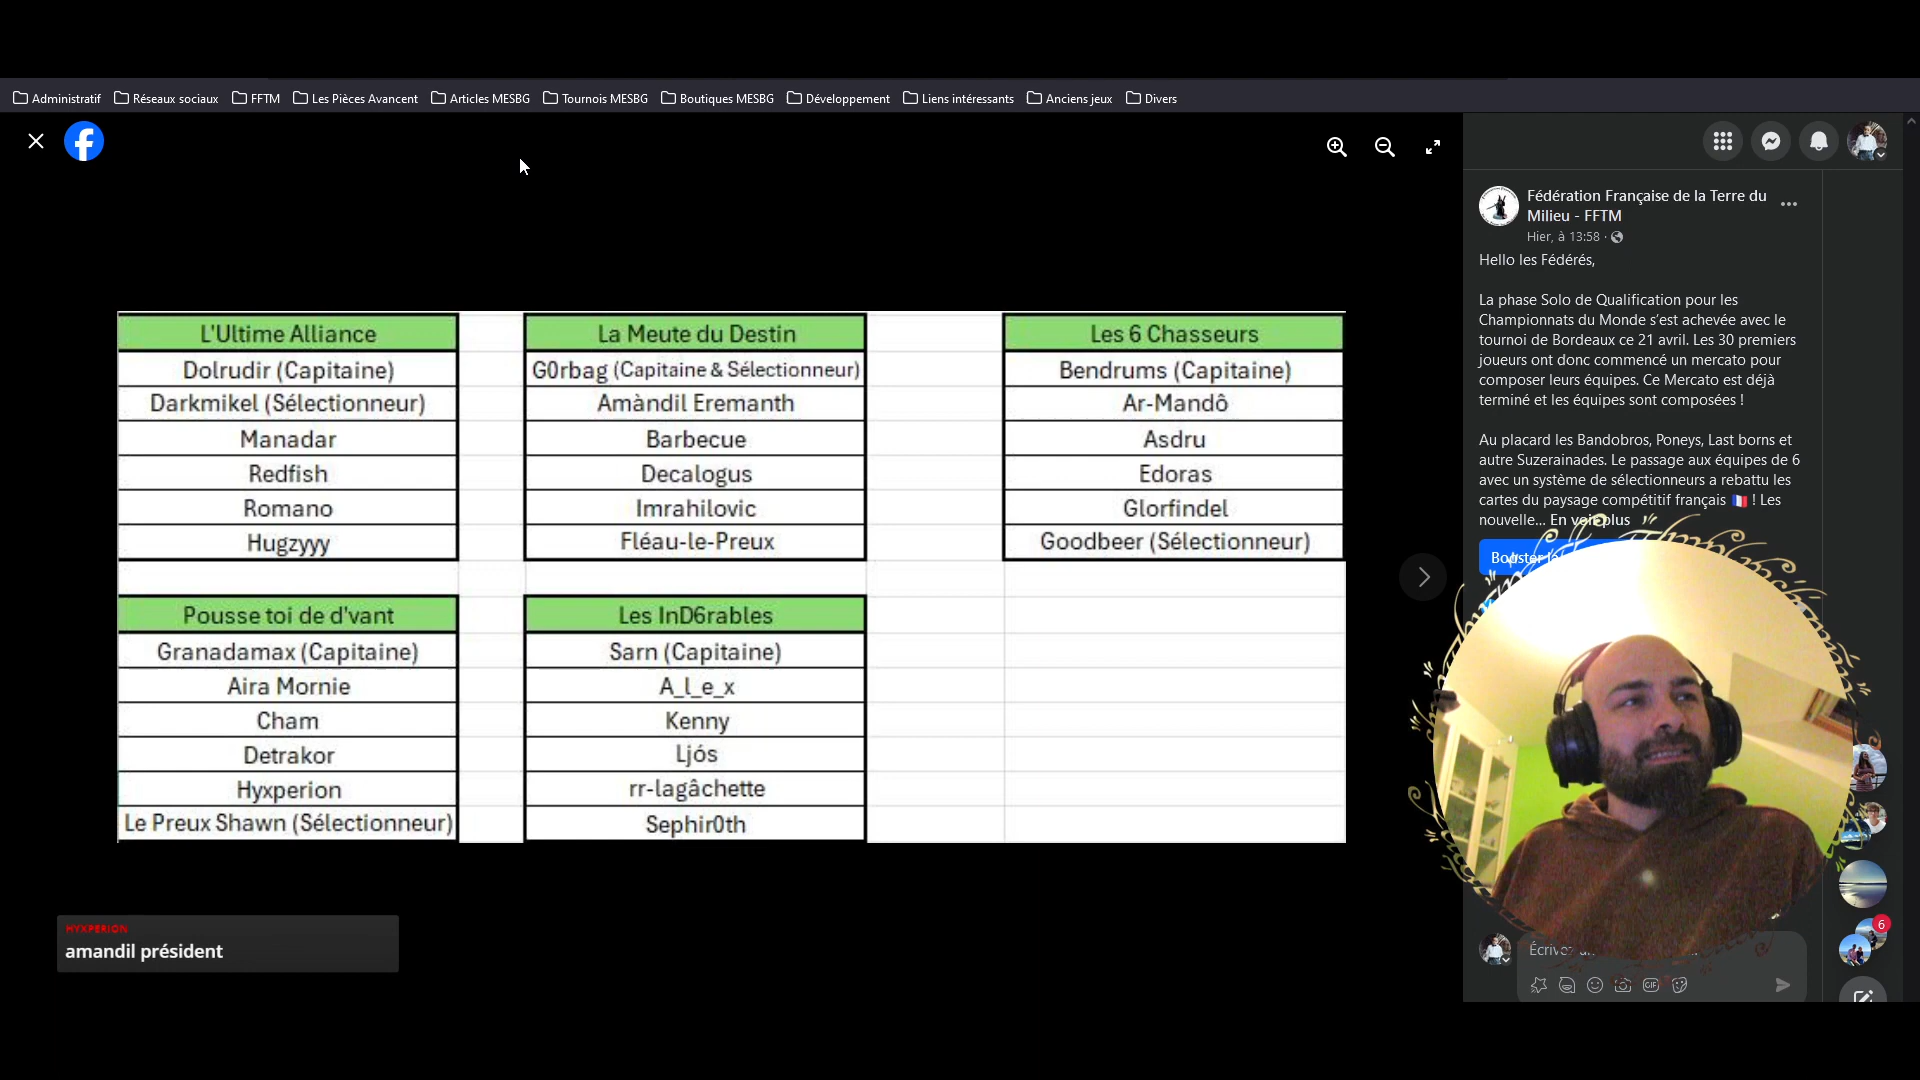 Administratif
Réseaux sociaux
FFTM
Les Pièces Avancent
Articles MESBG
Tournois MESBG
Boutiques MESBG
Développement
Liens intéressants
Anciens jeux
Divers
L'Ultime Alliance
Dolrudir (Capitaine)
Darkmikel (Sélectionneur)
Manadar
Redfish
Romano
Hugzyyy
La Meute du Destin
G0rbag (Capitaine & Sélectionneur)
Amàndil Eremanth
Barbecue
Decalogus
Imrahilovic
Fléau-le-Preux
Les 6 Chasseurs
Bendrums (Capitaine)
Ar-Mandô
Asdru
Edoras
Glorfindel
Goodbeer (Sélectionneur)
Pousse toi de d'vant
Granadamax (Capitaine)
Aira Mornie
Cham
Detrakor
Hyxperion
Le Preux Shawn (Sélectionneur)
Les InD6rables
Sarn (Capitaine)
A_l_e_x
Kenny
Ljós
rr-lagâchette
Sephir0th
HYXPERION
amandil président
Fédération Française de la Terre du
Milieu - FFTM
Hier, à 13:58
Hello les Fédérés,
La phase Solo de Qualification pour les
Championnats du Monde s'est achevée avec le
tournoi de Bordeaux ce 21 avril. Les 30 premiers
joueurs ont donc commencé un mercato pour
composer leurs équipes. Ce Mercato est déjà
terminé et les équipes sont composées !
Au placard les Bandobros, Poneys, Last borns et
autre Suzerainades. Le passage aux équipes de 6
avec un système de sélectionneurs a rebattu les
cartes du paysage compétitif français 🇫🇷 ! Les
nouvelle... En voir plus
Booster
6
GIF